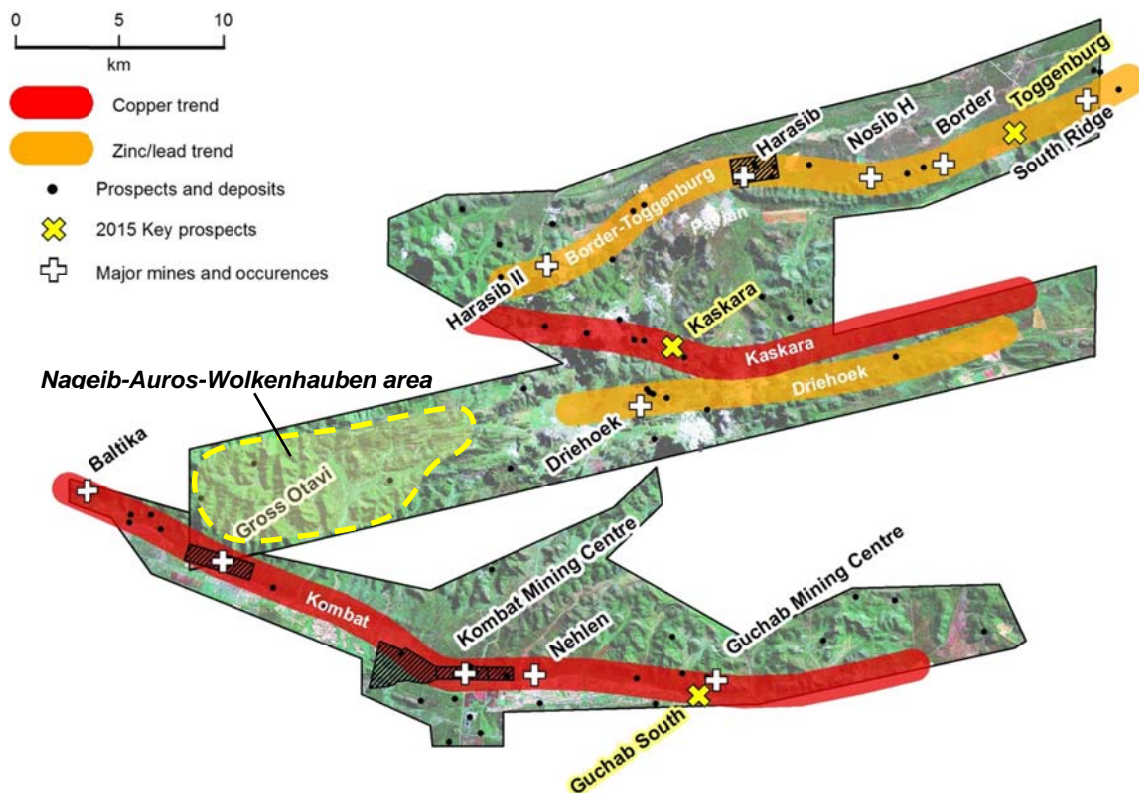 0 5 10
km
Copper trend
Zinc/lead trend
Prospects and deposits
2015 Key prospects
Major mines and occurences
Toggenburg
Border
Nosib H
Harasib
South Ridge
Border-Toggenburg
Pavian
Harasib II
Kaskara
Kaskara
Driehoek
Driehoek
Nageib-Auros-Wolkenhauben area
Baltika
Gross Otavi
Kombat
Kombat Mining Centre
Nehlen
Guchab Mining Centre
Guchab South